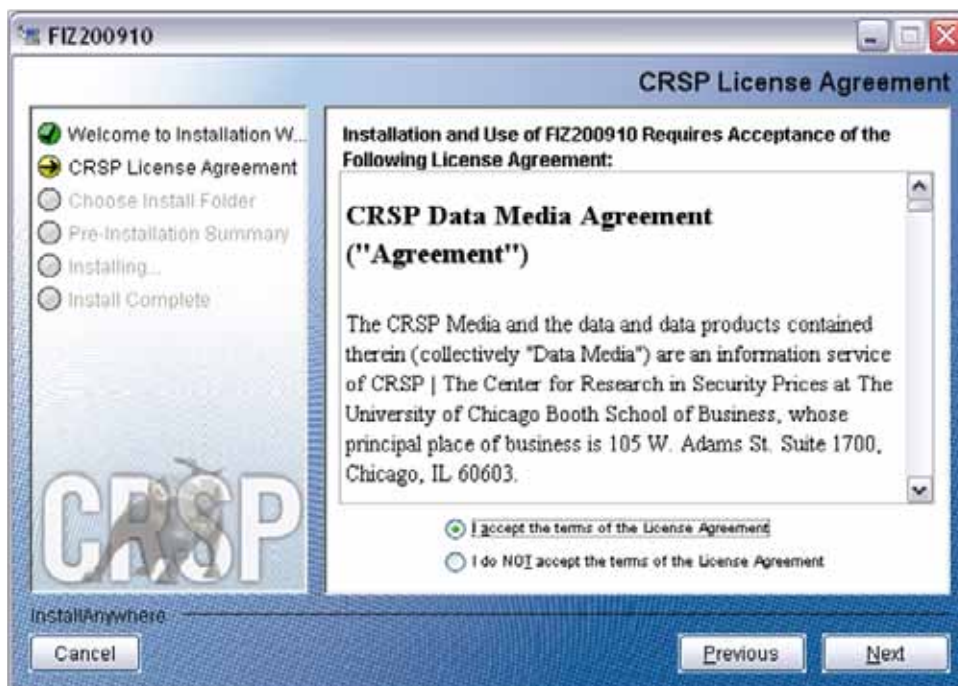 FIZ200910
CRSP License Agreement
Welcome to Installation W...
CRSP License Agreement
Choose Install Folder
Pre-Installation Summary
Installing...
Install Complete
CRSP
Installation and Use of FIZ200910 Requires Acceptance of the
Following License Agreement:
CRSP Data Media Agreement
("Agreement")
The CRSP Media and the data and data products contained
therein (collectively "Data Media") are an information service
of CRSP | The Center for Research in Security Prices at The
University of Chicago Booth School of Business, whose
principal place of business is 105 W. Adams St. Suite 1700,
Chicago, IL 60603.
I accept the terms of the License Agreement
I do NOT accept the terms of the License Agreement
InstallAnywhere
Cancel
Previous
Next